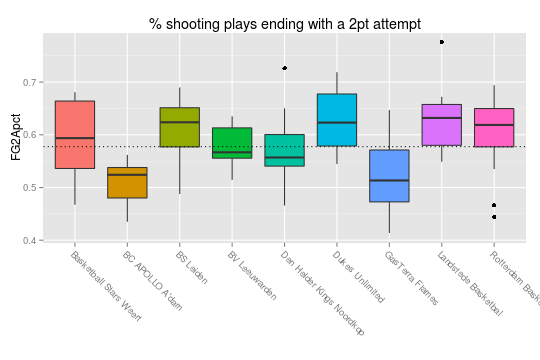 % shooting plays ending with a 2pt attempt
FG2Apct
0.7
0.6
0.5
0.4
Basketball Stars Weert
BC APOLLO A'dam
BS Leiden
BV Leeuwarden
Den Helder Kings Noordkop
Dukes Unlimited
GasTerra Flames
Landstede Basketbal
Rotterdam Bask